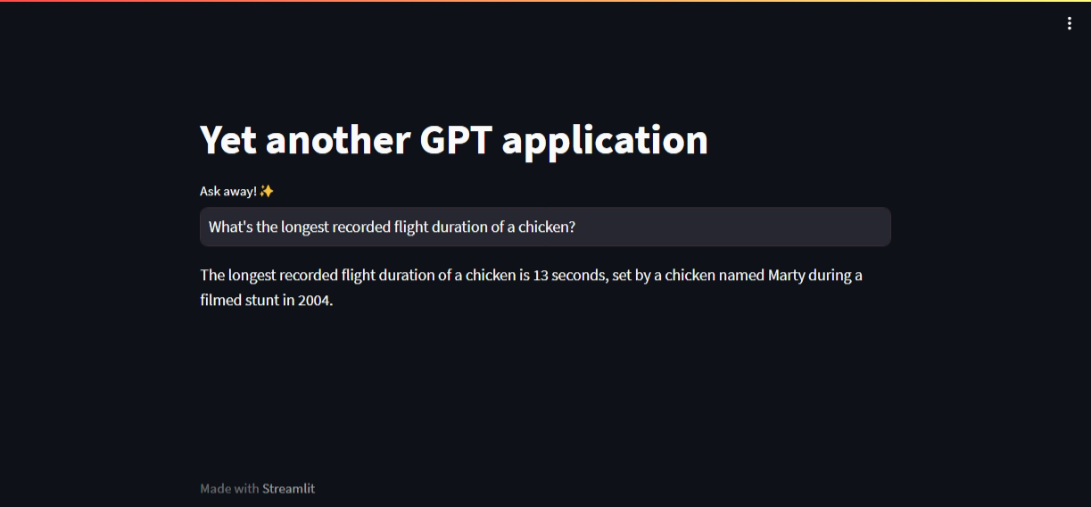 Yet another GPT application
Ask away!✨
What's the longest recorded flight duration of a chicken?
The longest recorded flight duration of a chicken is 13 seconds, set by a chicken named Marty during a
filmed stunt in 2004.
Made with Streamlit